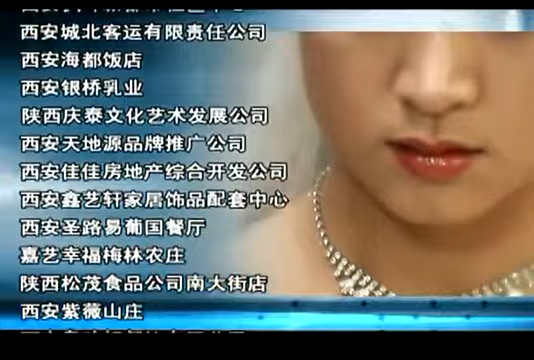 西安城北客运有限责任公司
西安海都饭店
西安银桥乳业
陕西庆泰文化艺术发展公司
西安天地源品牌推广公司
西安佳佳房地产综合开发公司
西安鑫艺轩家居饰品配套中心
西安圣路易葡国餐厅
嘉艺幸福梅林农庄
陕西松茂食品公司南大街店
西安紫薇山庄